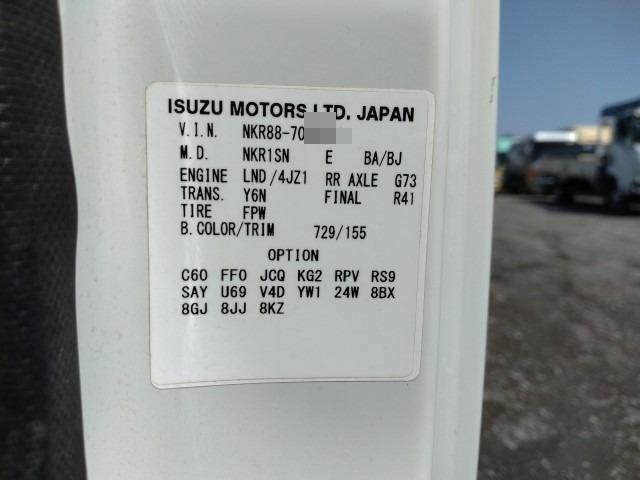 ISUZU MOTORS LTD. JAPAN
V.I.N. NKR88-70
M.D. NKR1SN E BA/BJ
ENGINE LND/4JZ1 RR AXLE G73
TRANS. Y6N FINAL R41
TIRE FPW
B.COLOR/TRIM 729/155
OPTION
C60 FF0 JCQ KG2 RPV RS9
SAY U69 V4D YW1 24W 8BX
8GJ 8JJ 8KZ